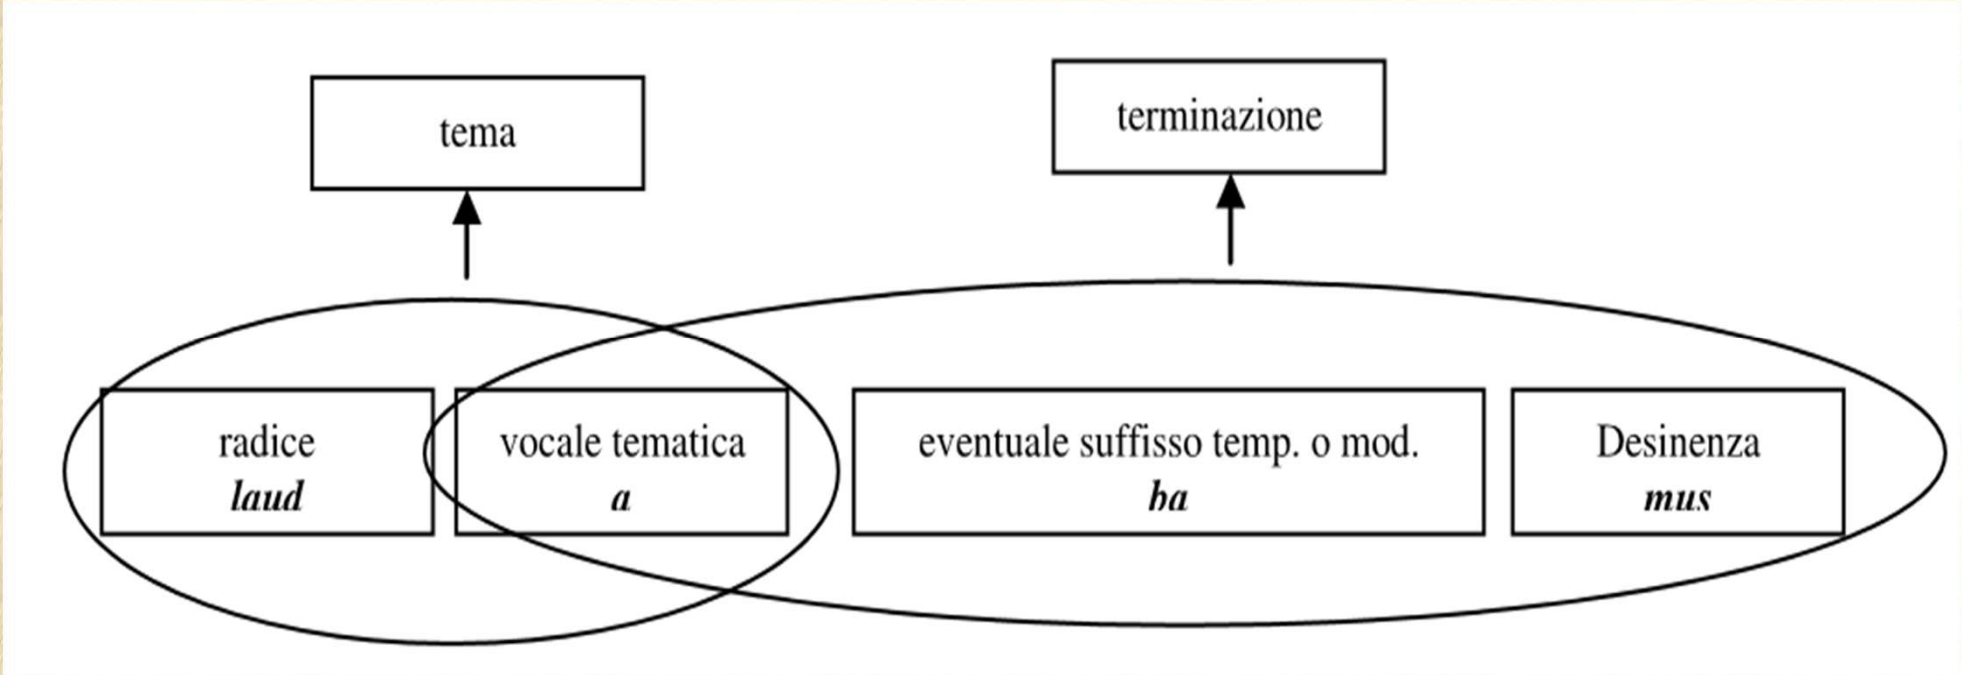 tema
terminazione
radice
laud
vocale tematica
a
eventuale suffisso temp. o mod.
ba
Desinenza
mus